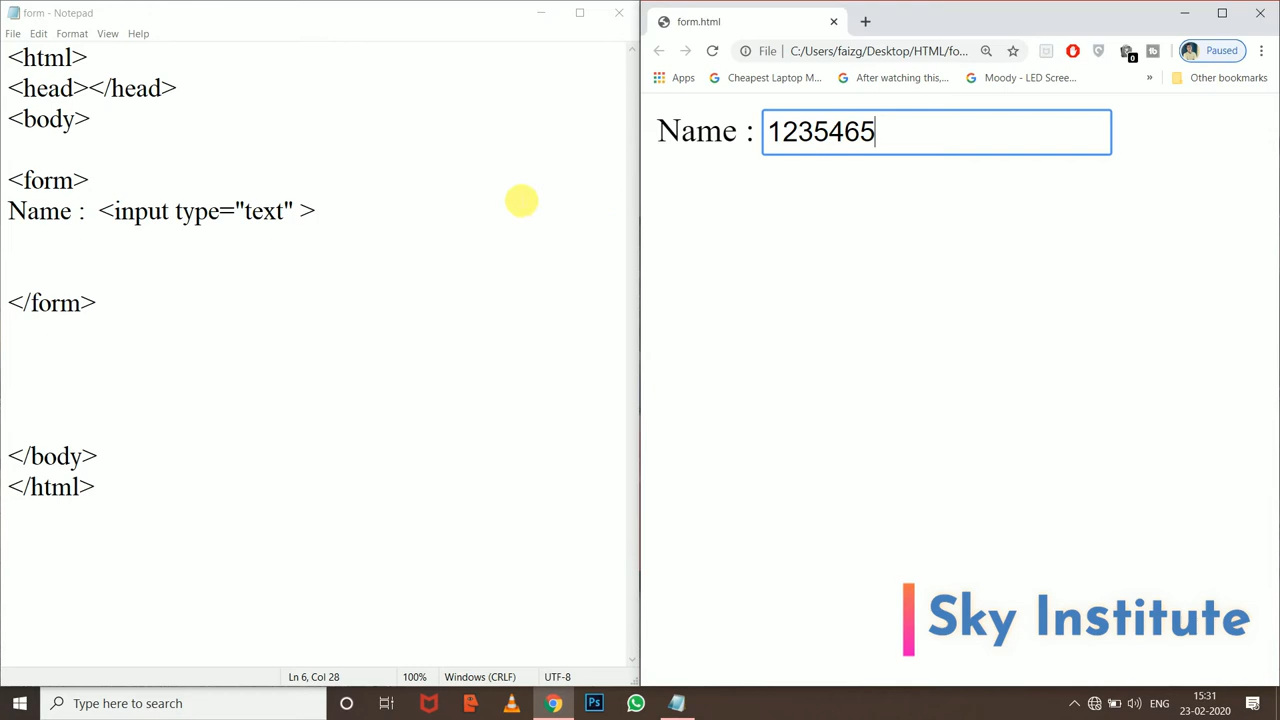 form - Notepad
File Edit Format View Help
<html>
<head></head>
<body>
<form>
Name : <input type="text" >
</form>
</body>
</html>
Ln 6, Col 28 100% Windows (CRLF) UTF-8
form.html
File C:/Users/faizg/Desktop/HTML/fo... Paused
0
Apps Cheapest Laptop M... After watching this,... Moody - LED Scree... » Other bookmarks
Name : 1235465
Sky Institute
Type here to search
Ps
ENG
15:31
23-02-2020